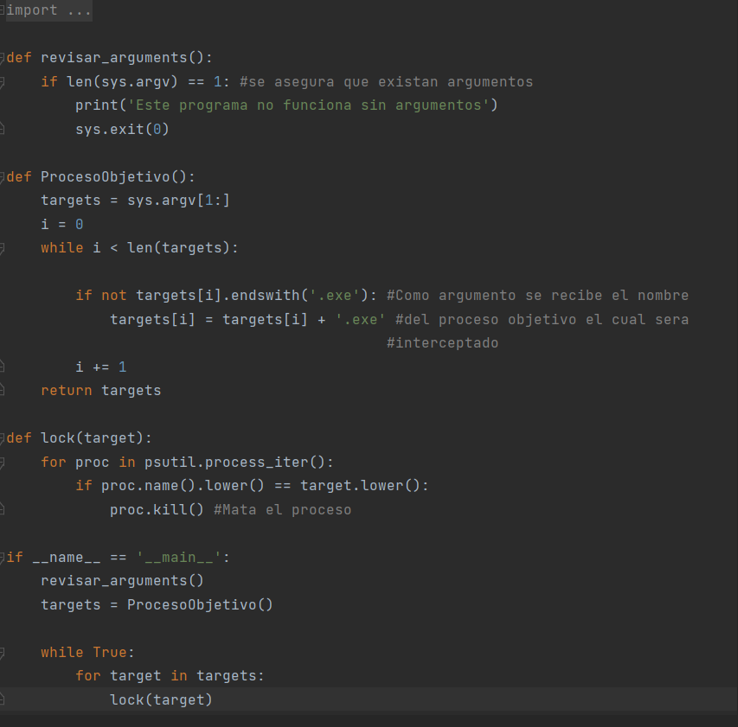 import ...
def revisar_arguments():
    if len(sys.argv) == 1: #se asegura que existan argumentos
        print('Este programa no funciona sin argumentos')
        sys.exit(0)
def ProcesoObjetivo():
    targets = sys.argv[1:]
    i = 0
    while i < len(targets):
        if not targets[i].endswith('.exe'): #Como argumento se recibe el nombre
            targets[i] = targets[i] + '.exe' #del proceso objetivo el cual sera
                                            #interceptado
        i += 1
    return targets
def lock(target):
    for proc in psutil.process_iter():
        if proc.name().lower() == target.lower():
            proc.kill() #Mata el proceso
if __name__ == '__main__':
    revisar_arguments()
    targets = ProcesoObjetivo()
    while True:
        for target in targets:
            lock(target)